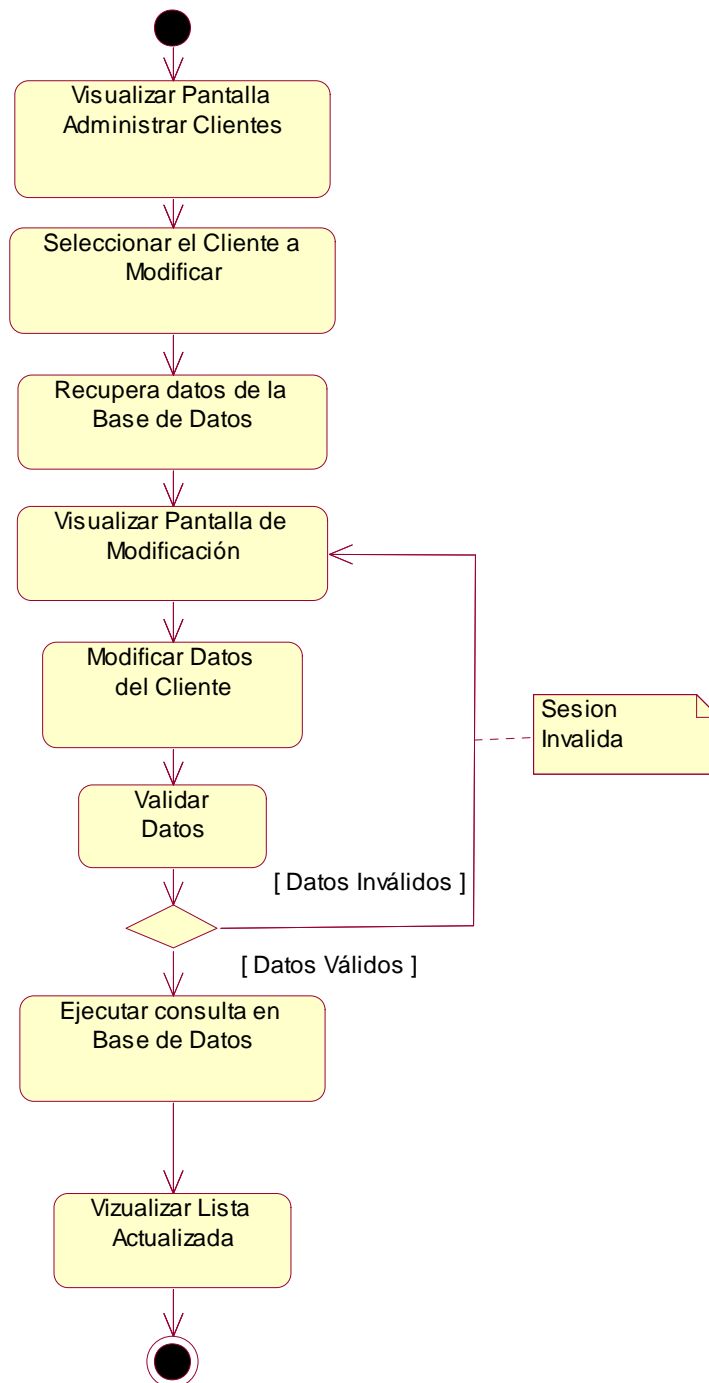 Visualizar Pantalla
Administrar Clientes
Seleccionar el Cliente a
Modificar
Recupera datos de la
Base de Datos
Visualizar Pantalla de
Modificación
Modificar Datos
del Cliente
Sesion
Invalida
Validar
Datos
[ Datos Inválidos ]
[ Datos Válidos ]
Ejecutar consulta en
Base de Datos
Vizualizar Lista
Actualizada